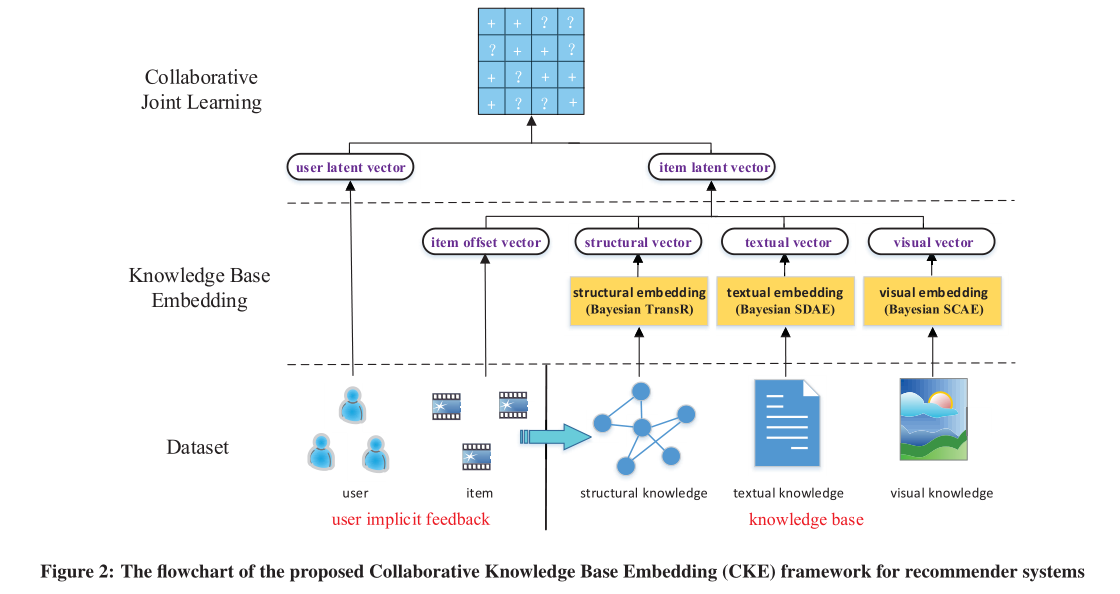 + + ? ?
? + + ?
+ ? + +
+ ? ? +
Collaborative
Joint Learning
user latent vector
item latent vector
item offset vector
structural vector
textual vector
visual vector
Knowledge Base
Embedding
structural embedding
(Bayesian TransR)
textual embedding
(Bayesian SDAE)
visual embedding
(Bayesian SCAE)
Dataset
user
item
structural knowledge
textual knowledge
visual knowledge
user implicit feedback
knowledge base
Figure 2: The flowchart of the proposed Collaborative Knowledge Base Embedding (CKE) framework for recommender systems